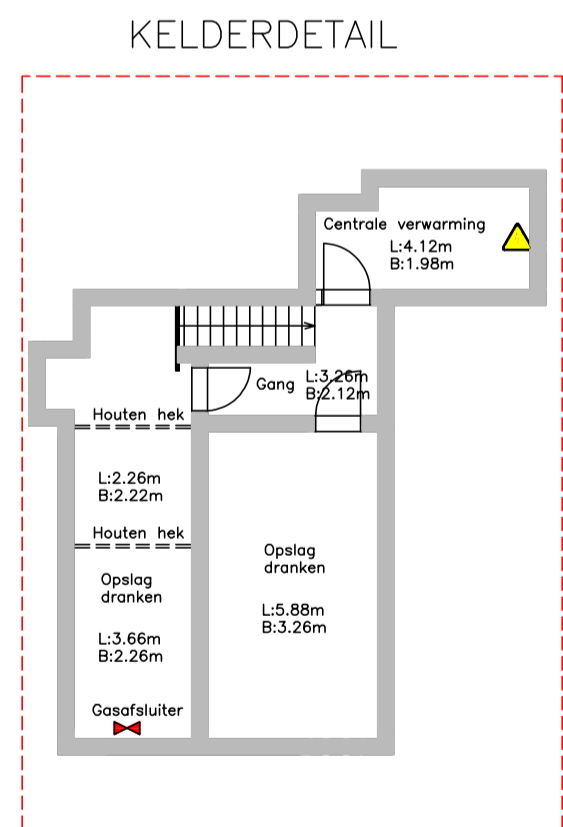 KELDERDETAIL
Centrale verwarming
L:4.12m
B:1.98m
Gang
L:3.26m
B:2.12m
Houten hek
L:2.26m
B:2.22m
Houten hek
Opslag
dranken
L:3.66m
B:2.26m
Opslag
dranken
L:5.88m
B:3.26m
Gasafsluiter